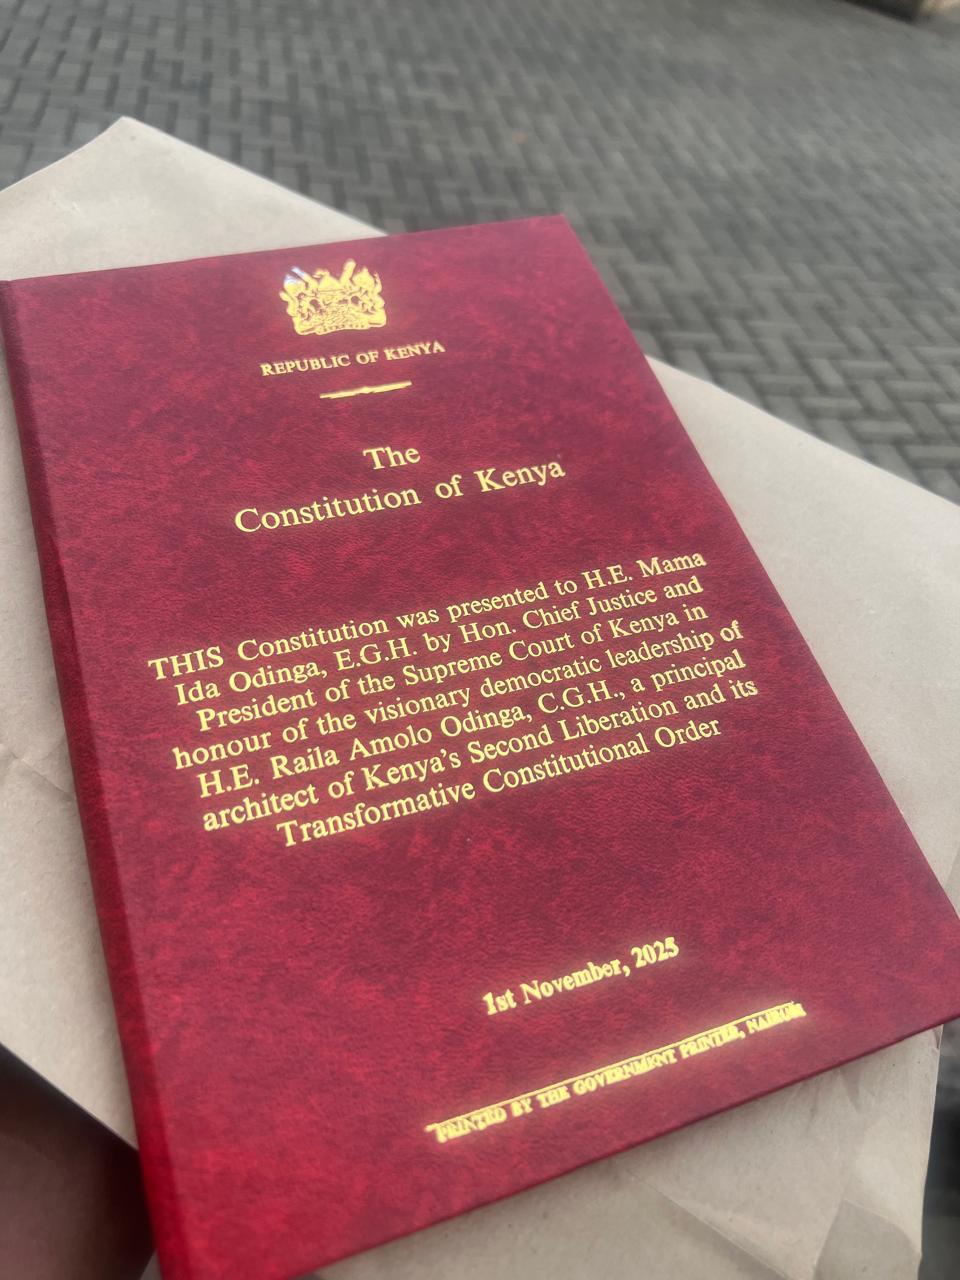 REPUBLIC OF KENYA
The
Constitution of Kenya
THIS Constitution was presented to H.E. Mama
Ida Odinga, E.G.H. by Hon. Chief Justice and
President of the Supreme Court of Kenya in
honour of the visionary democratic leadership of
H.E. Raila Amolo Odinga, C.G.H., a principal
architect of Kenya's Second Liberation and its
Transformative Constitutional Order
1st November, 2025
PRINTED BY THE GOVERNMENT PRINTER, NAIROBI